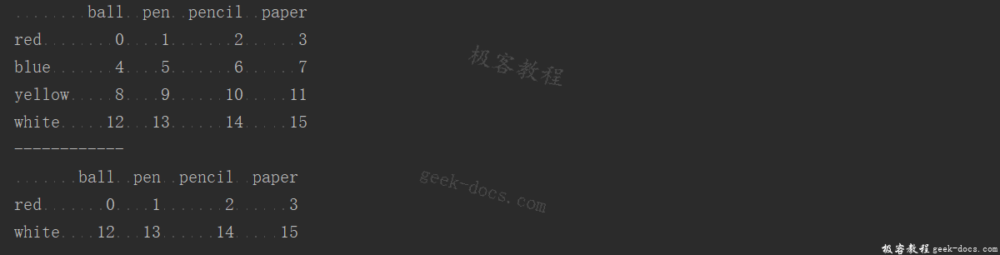 ball pen pencil paper
red 0 1 2 3
blue 4 5 6 7
yellow 8 9 10 11
white 12 13 14 15
------------
ball pen pencil paper
red 0 1 2 3
white 12 13 14 15
极客教程
geek-docs.com
极客教程 geek-docs.com